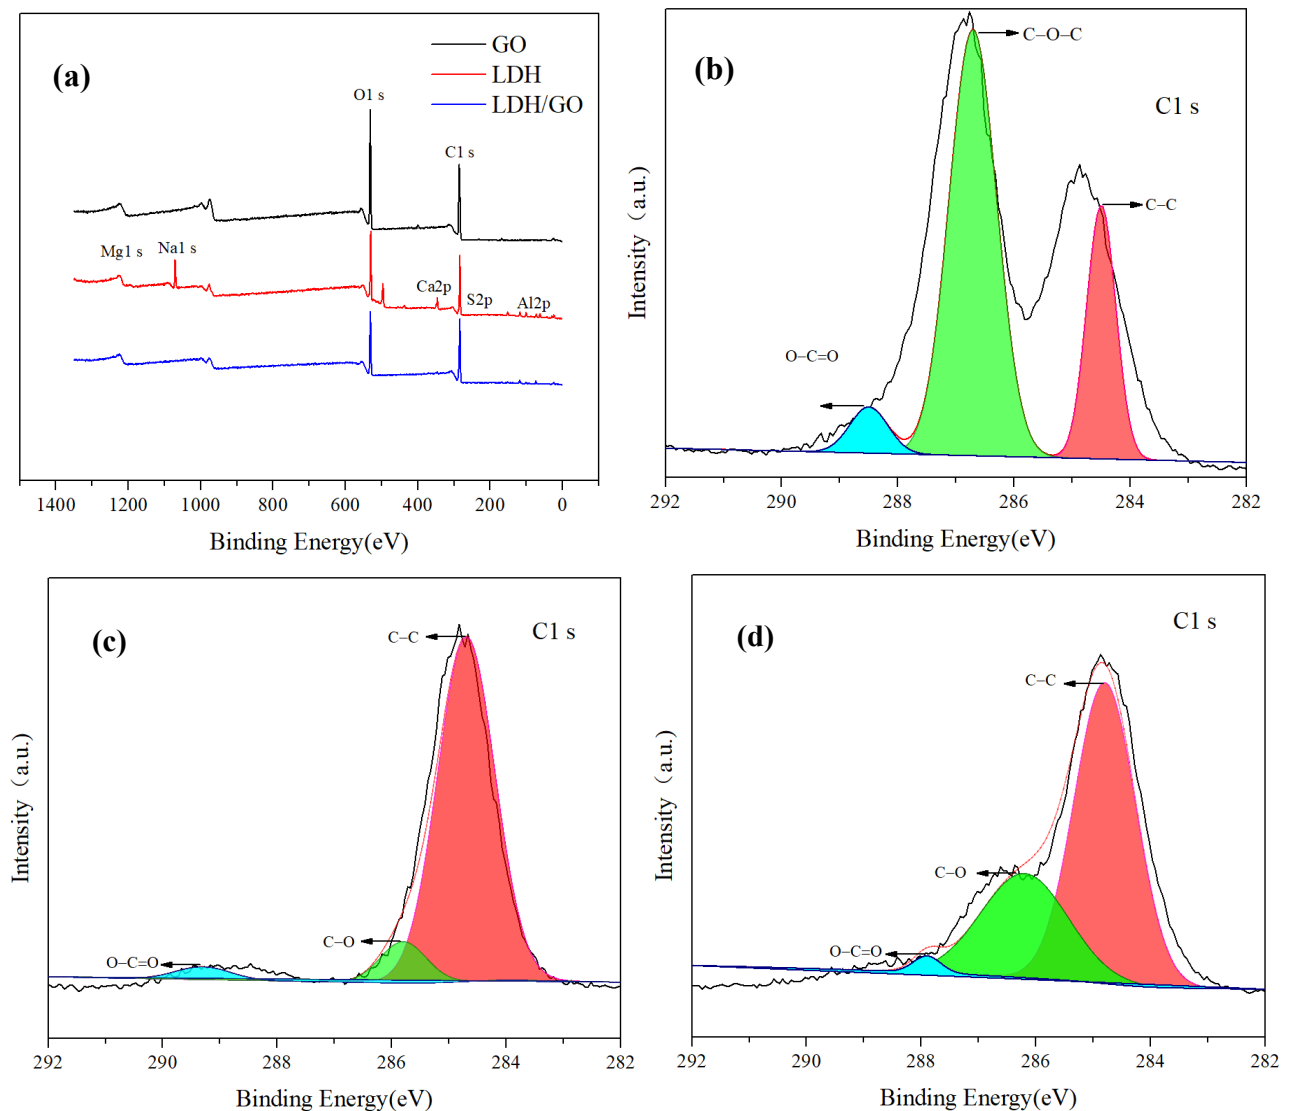 (a)
GO
LDH
LDH/GO
O1 s
C1 s
Mg1 s
Na1 s
Ca2p
S2p
Al2p
1400 1200 1000 800 600 400 200 0
Binding Energy(eV)
(b)
C1 s
C–O–C
C–C
O–C=O
Intensity（a.u.）
292 290 288 286 284 282
Binding Energy(eV)
(c)
C1 s
C–C
C–O
O–C=O
Intensity（a.u.）
292 290 288 286 284 282
Binding Energy(eV)
(d)
C1 s
C–C
C–O
O–C=O
Intensity（a.u.）
292 290 288 286 284 282
Binding Energy(eV)